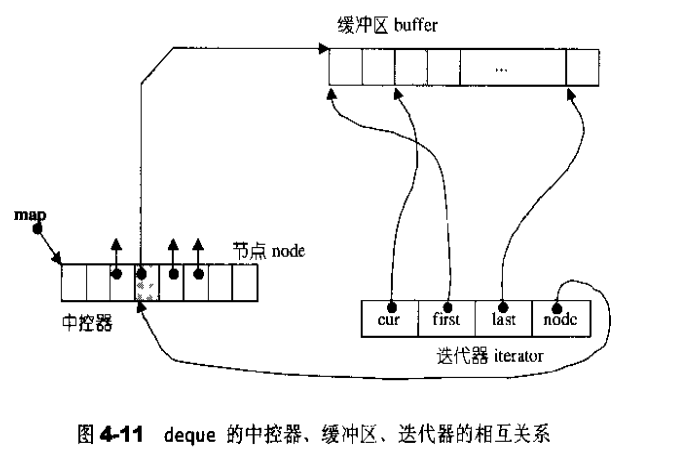 缓冲区 buffer
...
map
节点 node
中控器
cur first last node
迭代器 iterator
图 4-11 deque 的中控器、缓冲区、迭代器的相互关系